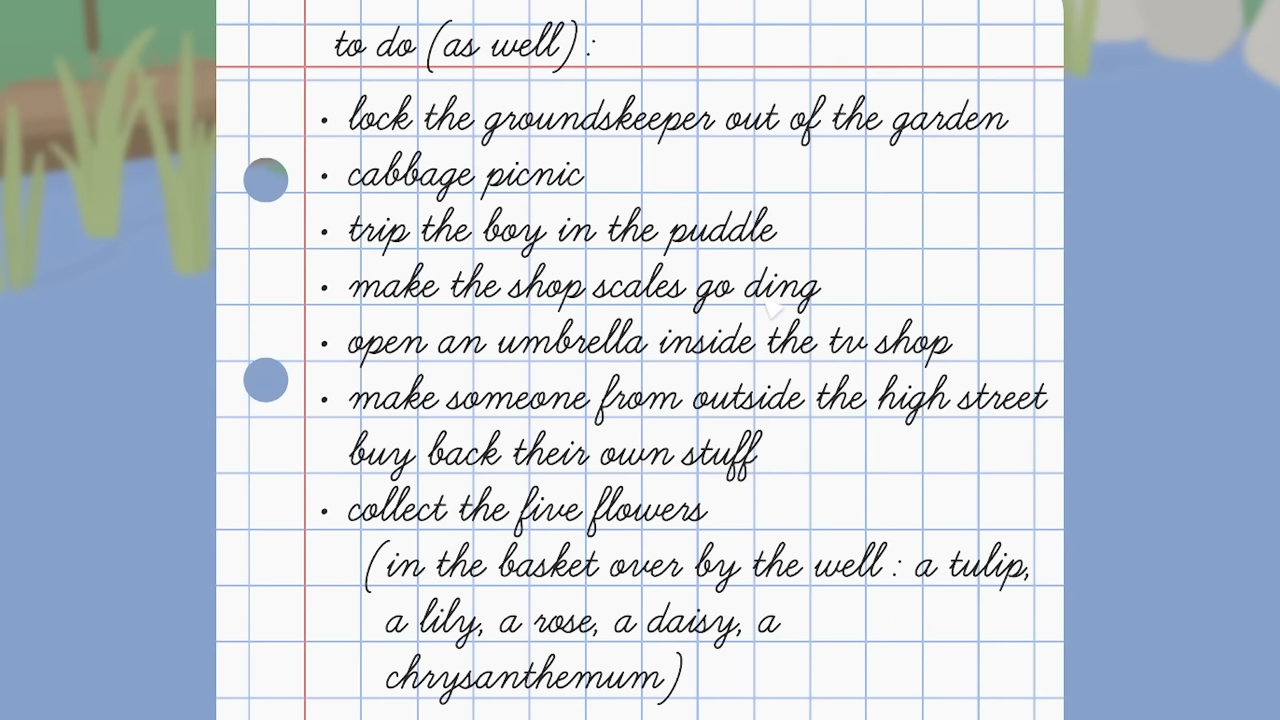 to do (as well) :
• lock the groundskeeper out of the garden
• cabbage picnic
• trip the boy in the puddle
• make the shop scales go ding
• open an umbrella inside the tv shop
• make someone from outside the high street
buy back their own stuff
• collect the five flowers
(in the basket over by the well : a tulip,
a lily, a rose, a daisy, a
chrysanthemum)